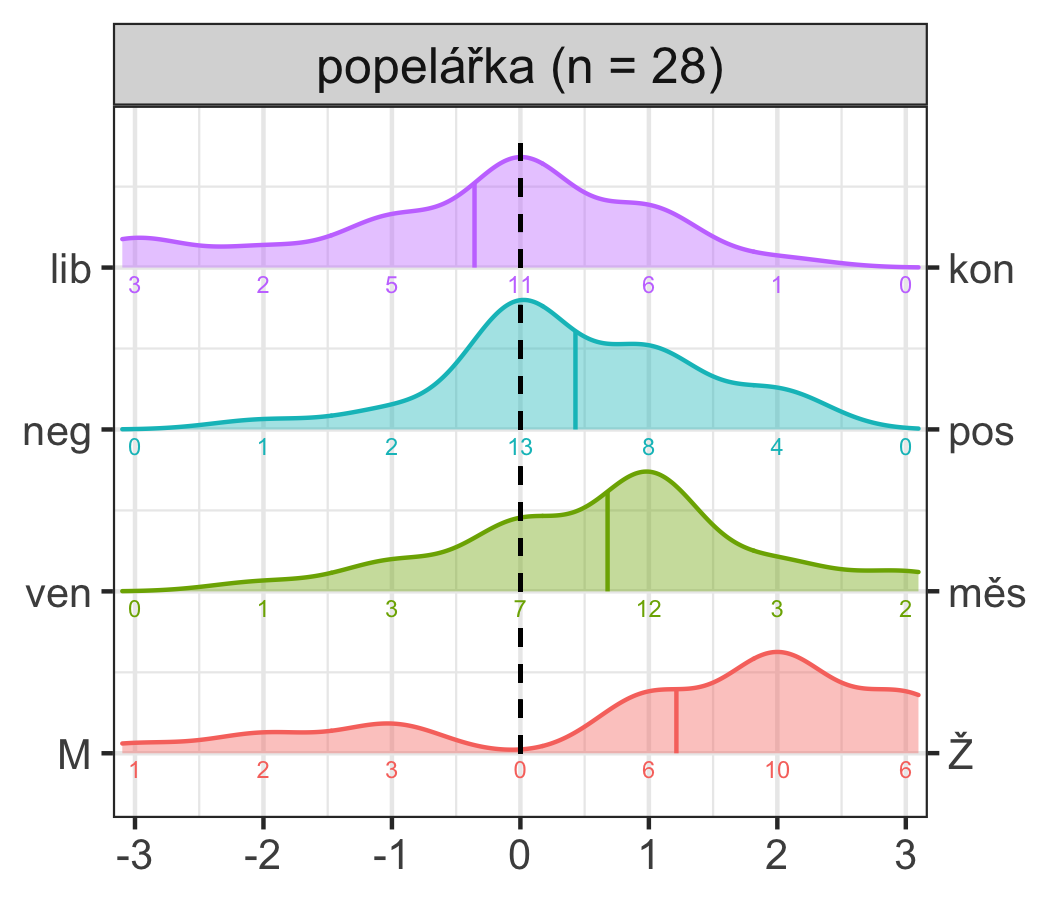 popelářka (n = 28)
lib kon
3 2 5 11 6 1 0
neg pos
0 1 2 13 8 4 0
ven měs
0 1 3 7 12 3 2
M Ž
1 2 3 0 6 10 6
-3 -2 -1 0 1 2 3